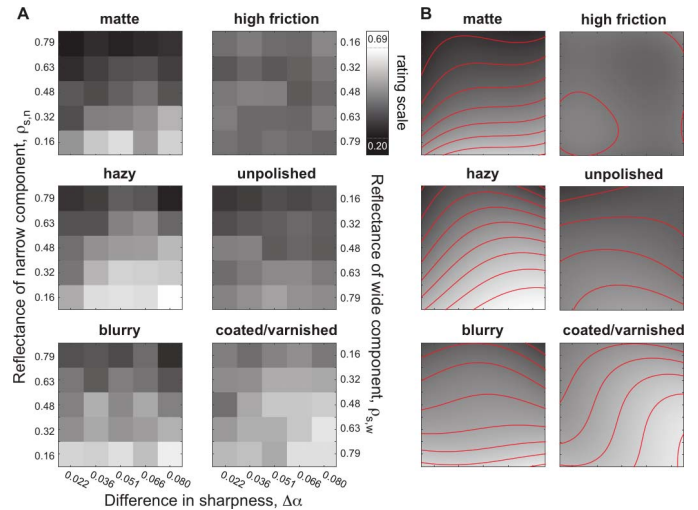 A
B
matte
high friction
matte
high friction
0.79
0.63
0.48
0.32
0.16
0.16
0.32
0.48
0.63
0.79
0.69
rating scale
0.20
hazy
unpolished
hazy
unpolished
0.79
0.63
0.48
0.32
0.16
0.16
0.32
0.48
0.63
0.79
blurry
coated/varnished
blurry
coated/varnished
0.79
0.63
0.48
0.32
0.16
0.16
0.32
0.48
0.63
0.79
0.022
0.036
0.051
0.066
0.080
0.022
0.036
0.051
0.066
0.080
Reflectance of narrow component, ρs,n
Reflectance of wide component, ρs,w
Difference in sharpness, Δα